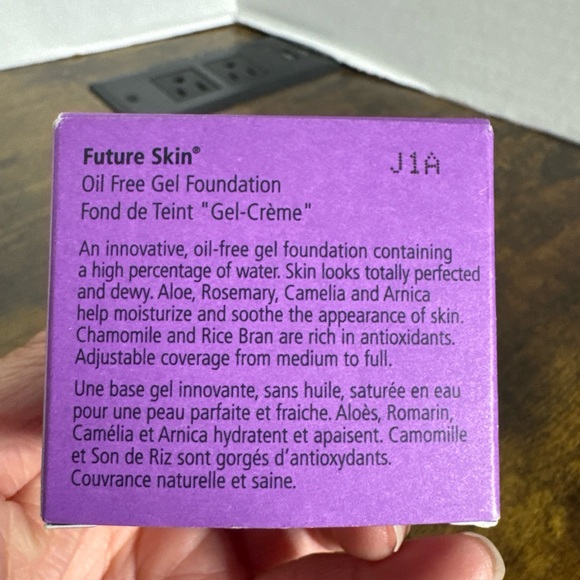 Future Skin®
J1A
Oil Free Gel Foundation
Fond de Teint "Gel-Crème"
An innovative, oil-free gel foundation containing
a high percentage of water. Skin looks totally perfected
and dewy. Aloe, Rosemary, Camelia and Arnica
help moisturize and soothe the appearance of skin.
Chamomile and Rice Bran are rich in antioxidants.
Adjustable coverage from medium to full.
Une base gel innovante, sans huile, saturée en eau
pour une peau parfaite et fraiche. Aloès, Romarin,
Camélia et Arnica hydratent et apaisent. Camomille
et Son de Riz sont gorgés d'antioxydants.
Couvrance naturelle et saine.